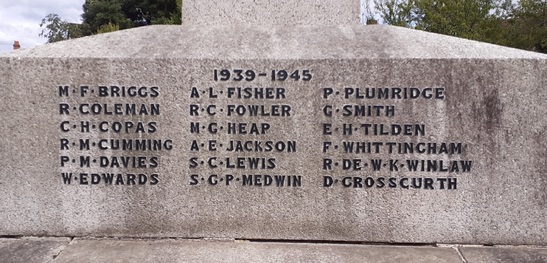 1939-1945
M·F·BRIGGS
R·COLEMAN
C·H·COPAS
R·M·CUMMING
P·M·DAVIES
W·EDWARDS
A·L·FISHER
R·C·FOWLER
M·G·HEAP
A·E·JACKSON
S·C·LEWIS
S·G·P·MEDWIN
P·PLUMRIDGE
G·SMITH
E·H·TILDEN
F·WHITTINGHAM
R·DE·W·K·WINLAW
D·GROSSCURTH